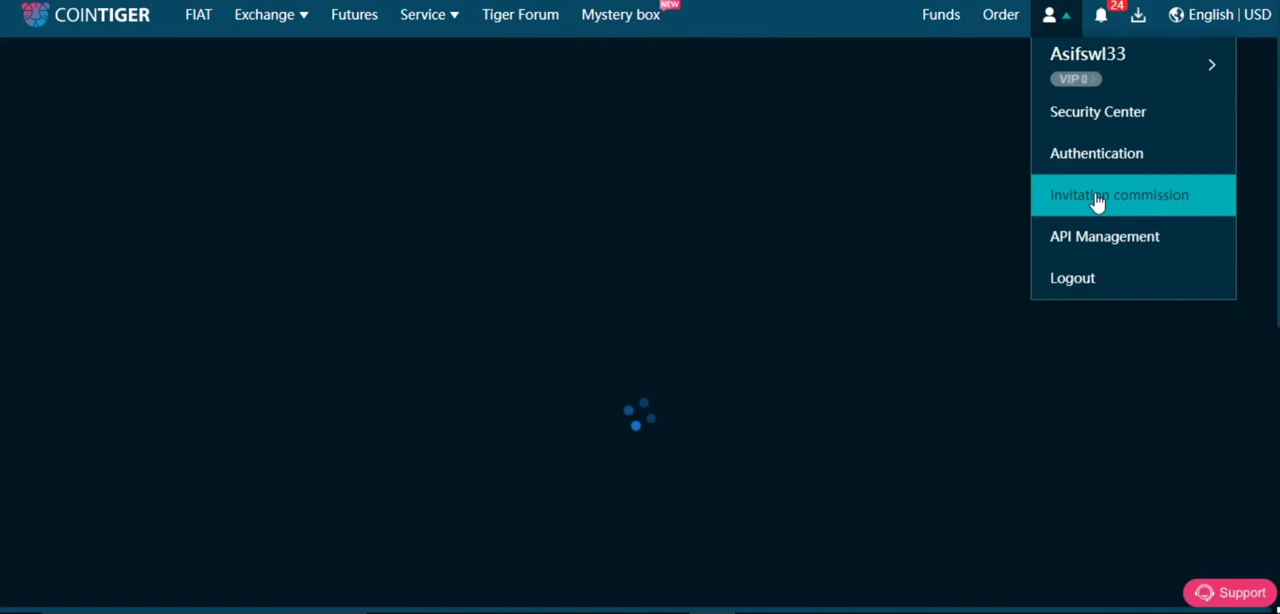 COINTIGER FIAT Exchange Futures Service Tiger Forum Mystery box NEW Funds Order 24 English | USD
Asifswl33
VIP 0
Security Center
Authentication
Invitation commission
API Management
Logout
Support